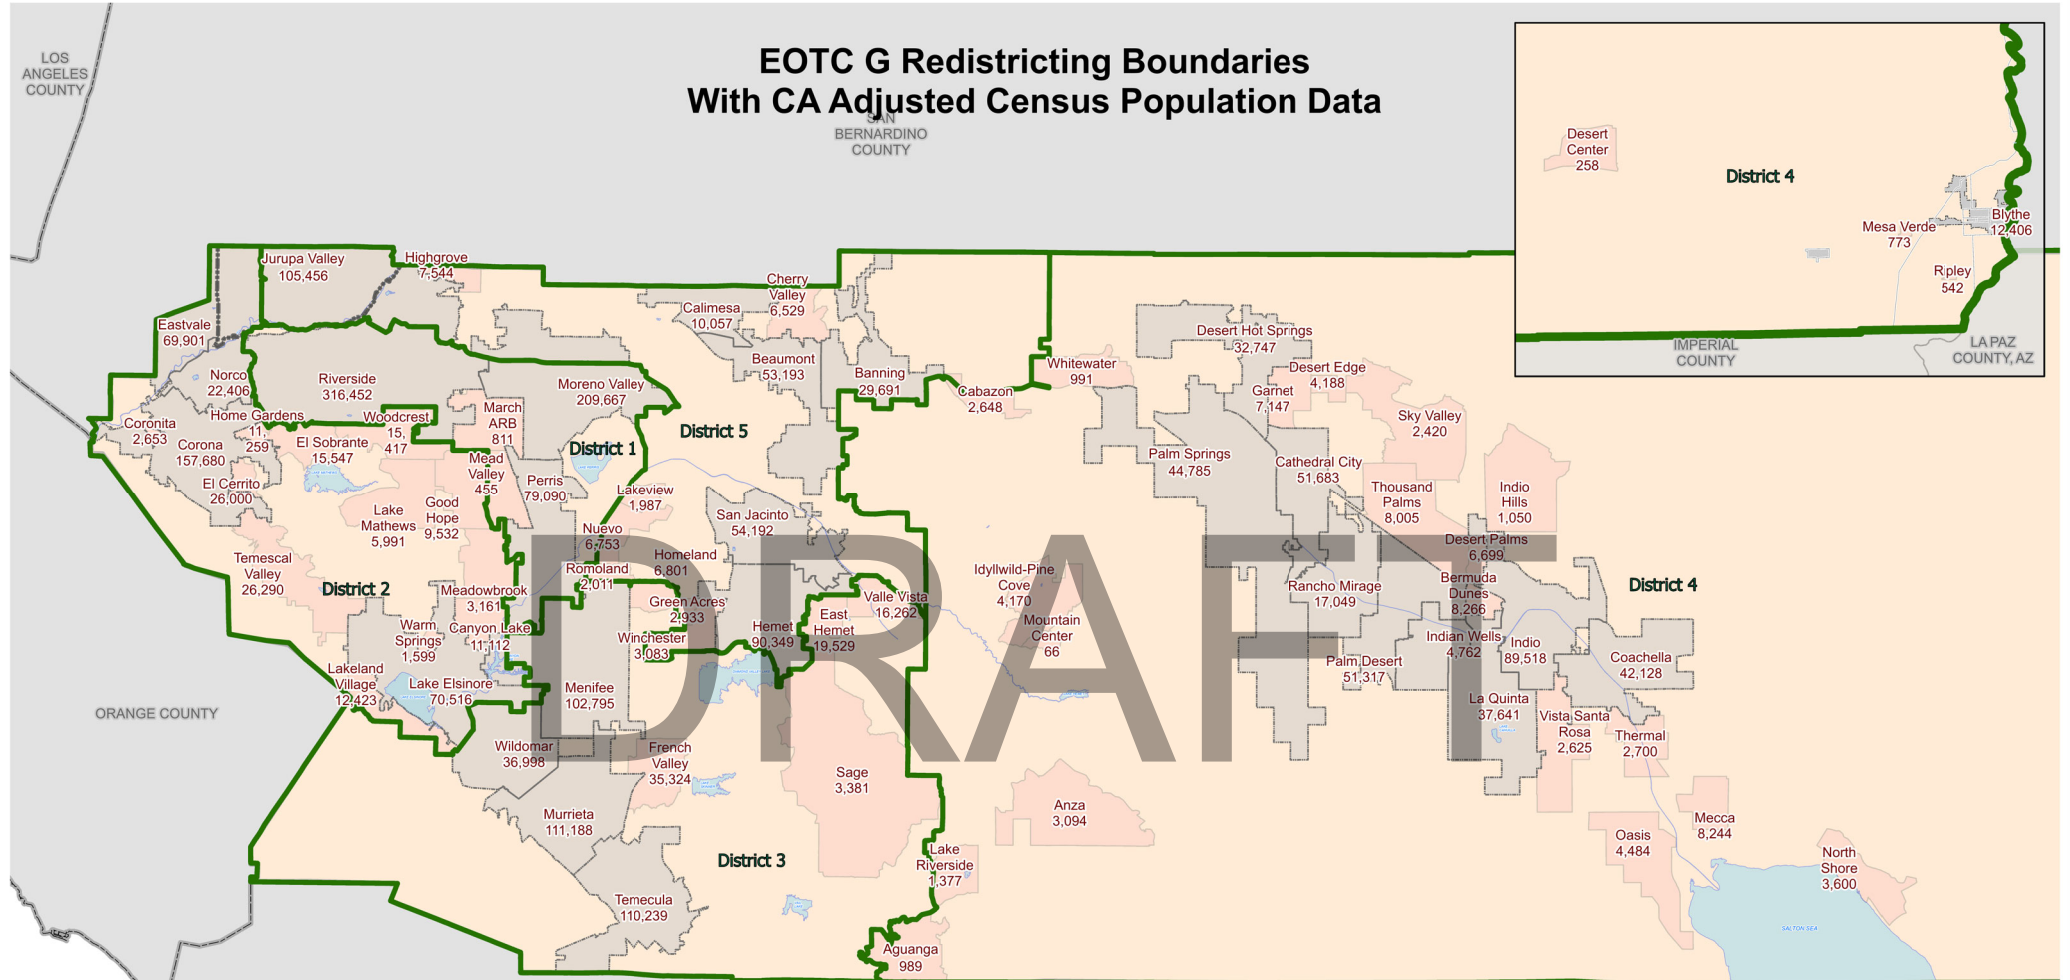 EOTC G Redistricting Boundaries
With CA Adjusted Census Population Data
LOS
ANGELES
COUNTY
SAN
BERNARDINO
COUNTY
Desert
Center
258
District 4
Mesa Verde
773
Blythe
12,406
Ripley
542
IMPERIAL
COUNTY
LA PAZ
COUNTY, AZ
Jurupa Valley
105,456
Highgrove
7,544
Cherry
Valley
6,529
Calimesa
10,057
Eastvale
69,901
Desert Hot Springs
32,747
Beaumont
53,193
Banning
29,691
Whitewater
991
Cabazon
2,648
Desert Edge
4,188
Garnet
7,147
Sky Valley
2,420
Norco
22,406
Riverside
316,452
Moreno Valley
209,667
Home Gardens
11,
259
Woodcrest
15,
417
March
ARB
811
Coronita
2,653
Corona
157,680
El Sobrante
15,547
District 1
District 5
Palm Springs
44,785
Cathedral City
51,683
Mead
Valley
455
Perris
79,090
El Cerrito
26,000
Lakeview
1,987
Thousand
Palms
8,005
Indio
Hills
1,050
Lake
Mathews
5,991
Good
Hope
9,532
San Jacinto
54,192
Nuevo
6,753
Desert Palms
6,699
Homeland
6,801
Temescal
Valley
26,290
District 2
Romoland
2,011
Idyllwild-Pine
Cove
4,170
Rancho Mirage
17,049
Bermuda
Dunes
8,266
District 4
Meadowbrook
3,161
Green Acres
2,933
Valle Vista
16,262
Warm
Springs
1,599
Canyon Lake
11,112
Winchester
3,083
Hemet
90,349
East
Hemet
19,529
Mountain
Center
66
Indian Wells
4,762
Indio
89,518
Coachella
42,128
Lakeland
Village
12,423
Lake Elsinore
70,516
Menifee
102,795
Palm Desert
51,317
La Quinta
37,641
ORANGE COUNTY
Vista Santa
Rosa
2,625
Thermal
2,700
Wildomar
36,998
French
Valley
35,324
Sage
3,381
Anza
3,094
Murrieta
111,188
Mecca
8,244
Oasis
4,484
District 3
Lake
Riverside
1,377
North
Shore
3,600
Temecula
110,239
Aguanga
989
SALTON SEA
DRAFT